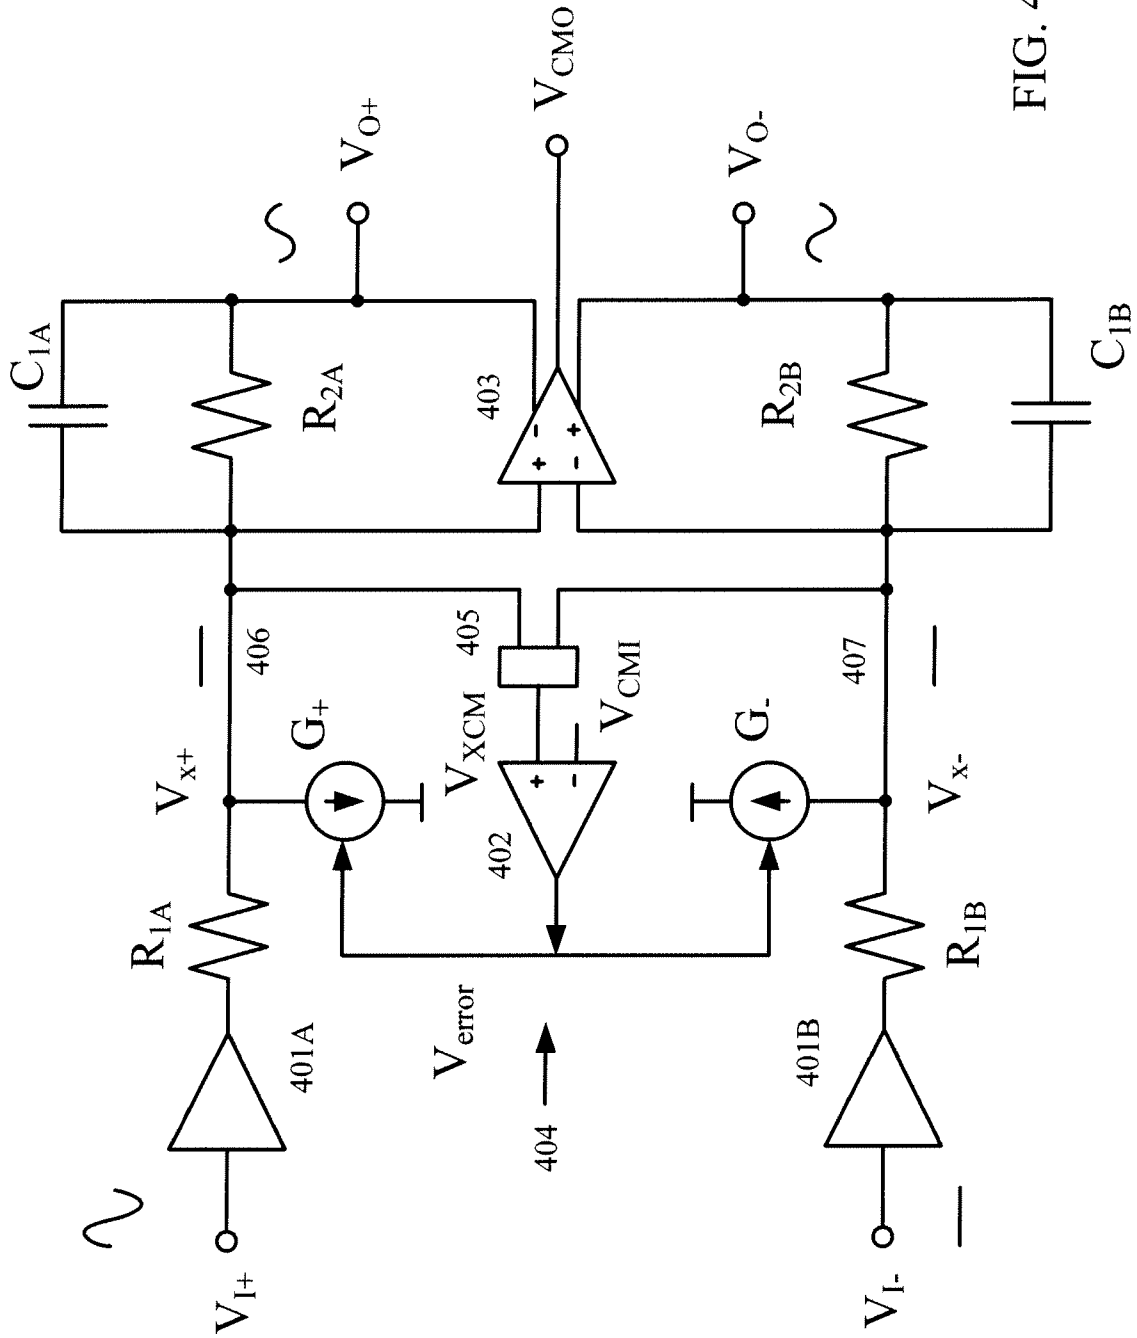 V_I+
401A
R_1A
V_x+
G_+
406
R_2A
C_1A
V_O+
V_error
404
402
V_XCM
405
V_CMI
403
V_CMO
V_I-
401B
R_1B
V_x-
G_-
407
R_2B
C_1B
V_O-
+
-
+
-
-
+
FIG. 4